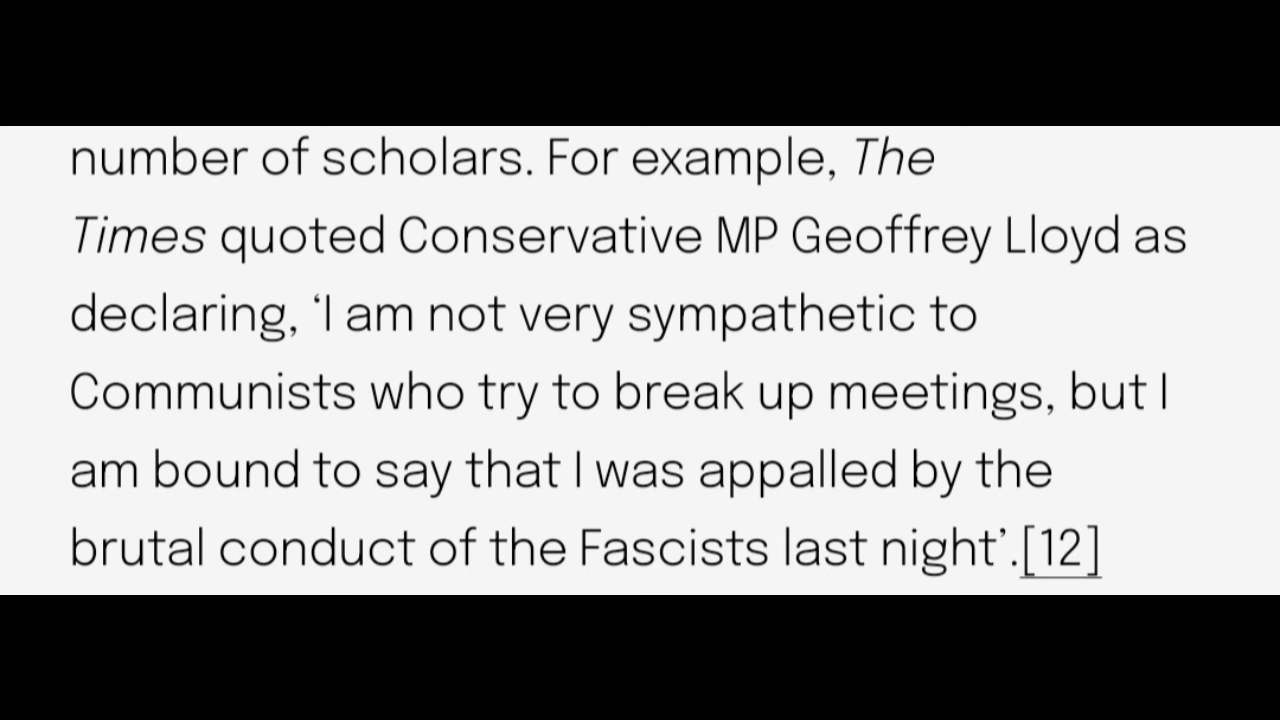 number of scholars. For example, The
Times quoted Conservative MP Geoffrey Lloyd as
declaring, ‘I am not very sympathetic to
Communists who try to break up meetings, but I
am bound to say that I was appalled by the
brutal conduct of the Fascists last night’.[12]